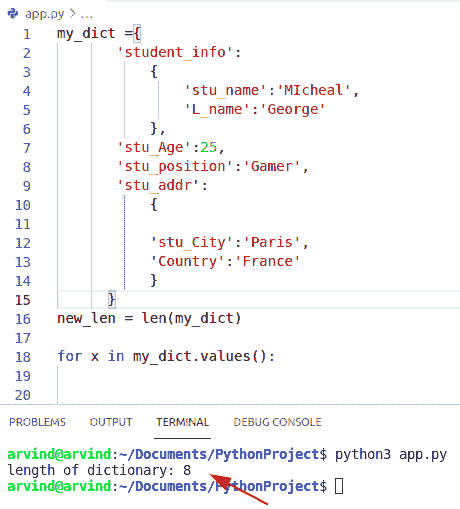 app.py > ...
1 my_dict ={
2 'student_info':
3 {
4 'stu_name':'MIcheal',
5 'L_name':'George'
6 },
7 'stu_Age':25,
8 'stu_position':'Gamer',
9 'stu_addr':
10 {
11
12 'stu_City':'Paris',
13 'Country':'France'
14 }
15 }
16 new_len = len(my_dict)
17
18 for x in my_dict.values():
19
20
PROBLEMS OUTPUT TERMINAL DEBUG CONSOLE
arvind@arvind:~/Documents/PythonProject$ python3 app.py
length of dictionary: 8
arvind@arvind:~/Documents/PythonProject$